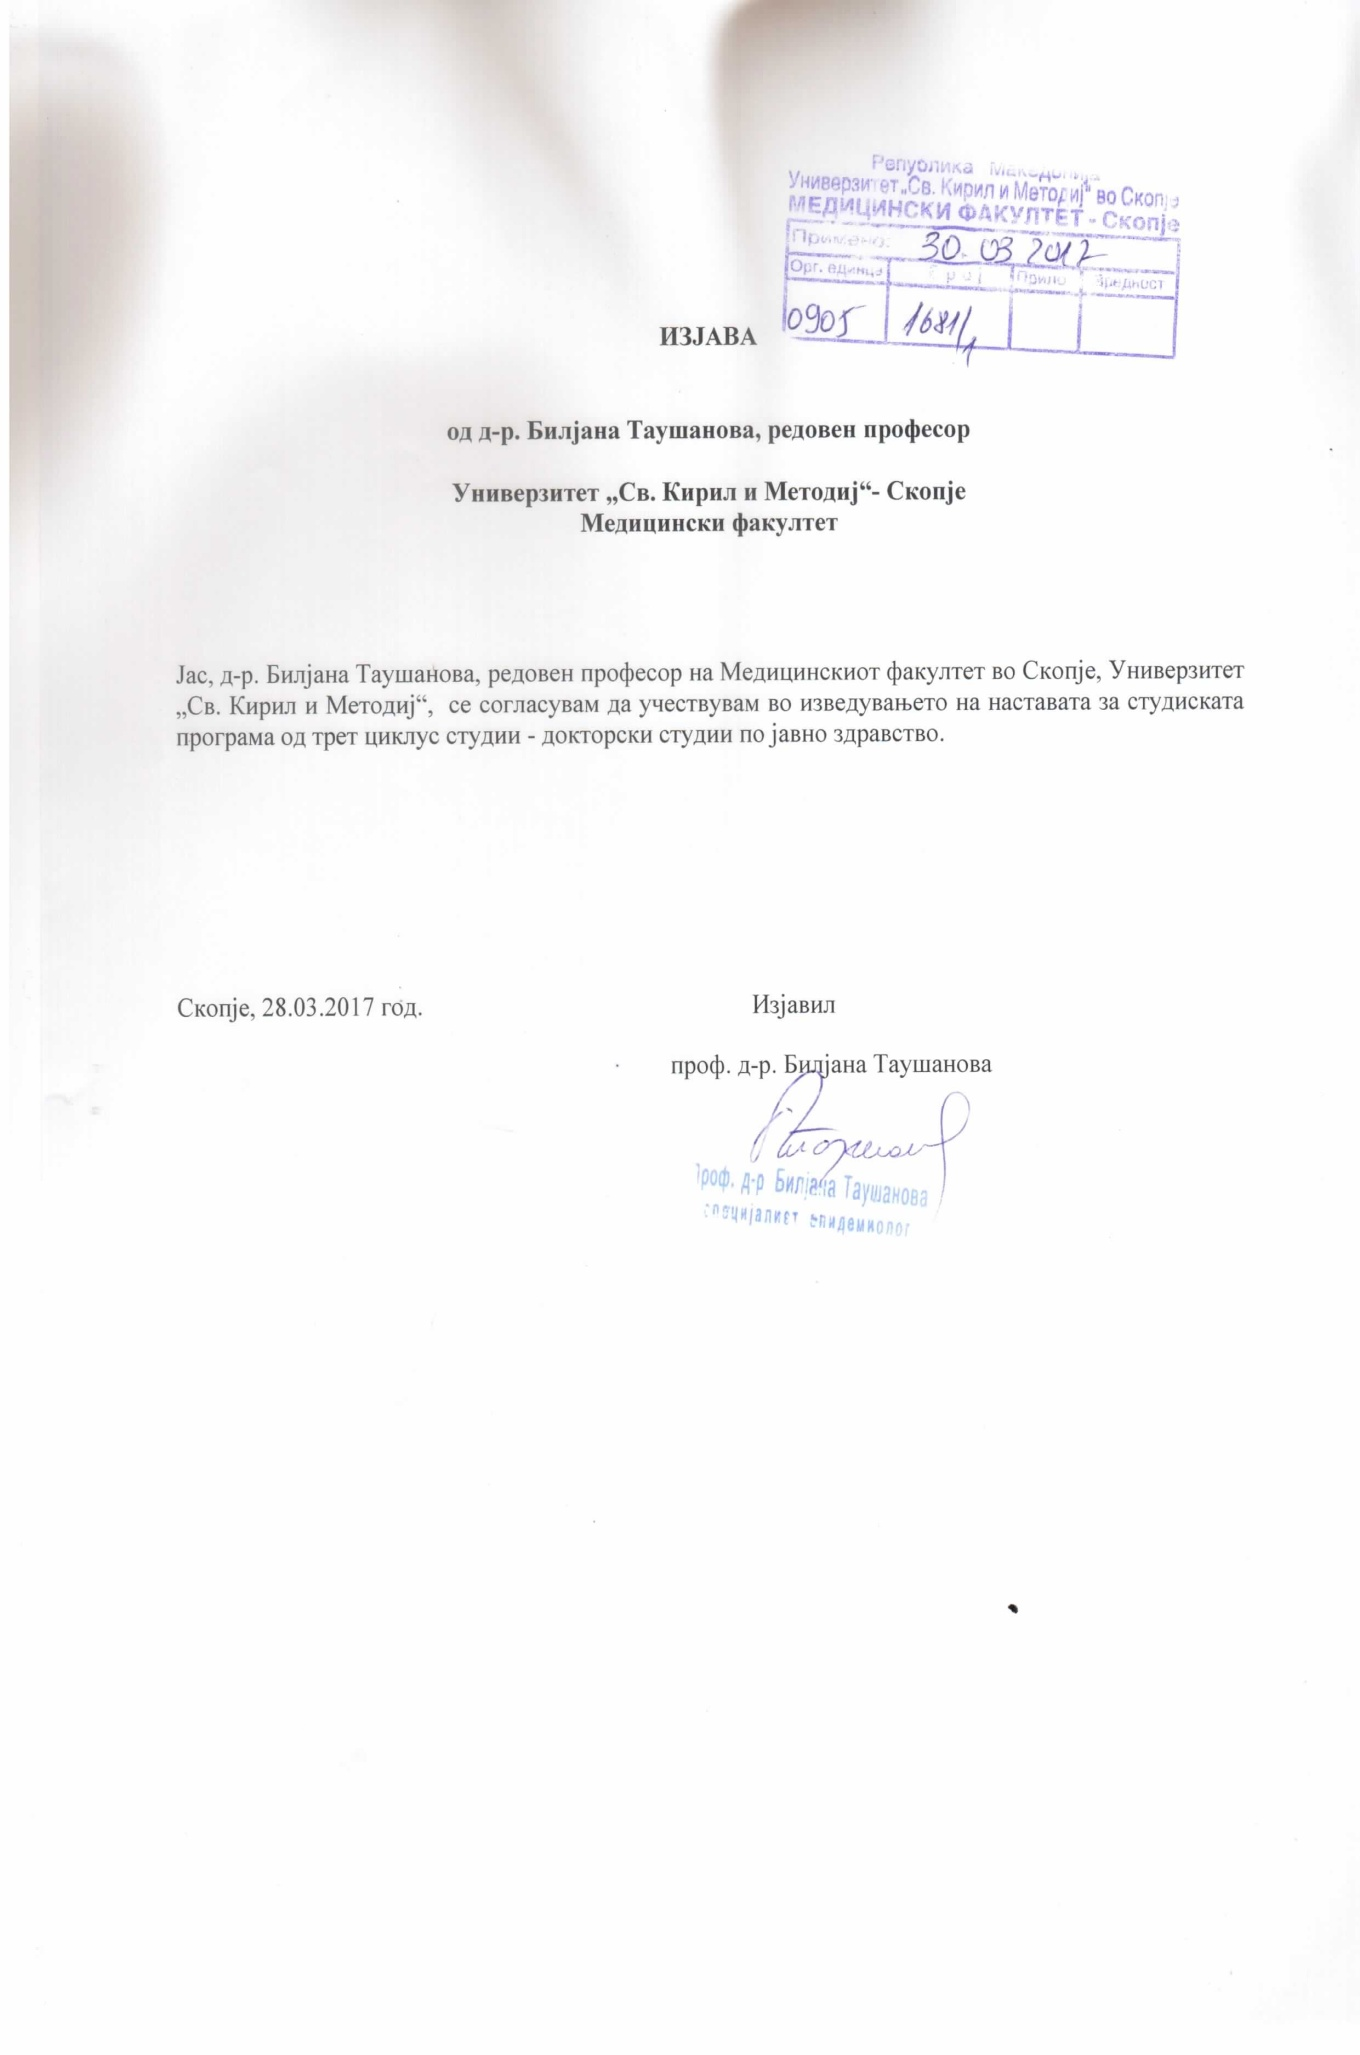 Република Македонија
Универзитет „Св. Кирил и Методиј“ во Скопје
МЕДИЦИНСКИ ФАКУЛТЕТ - Скопје
Примено: 30. 03 2017
Орг. единца Број Прило Вредност
0905 1681/1
ИЗЈАВА
од д-р. Билјана Таушанова, редовен професор
Универзитет „Св. Кирил и Методиј“- Скопје
Медицински факултет
Јас, д-р. Билјана Таушанова, редовен професор на Медицинскиот факултет во Скопје, Универзитет
„Св. Кирил и Методиј“, се согласувам да учествувам во изведувањето на наставата за студиската
програма од трет циклус студии - докторски студии по јавно здравство.
Скопје, 28.03.2017 год. Изјавил
проф. д-р. Билјана Таушанова
Проф. д-р Билјана Таушанова
специјалист епидемиолог